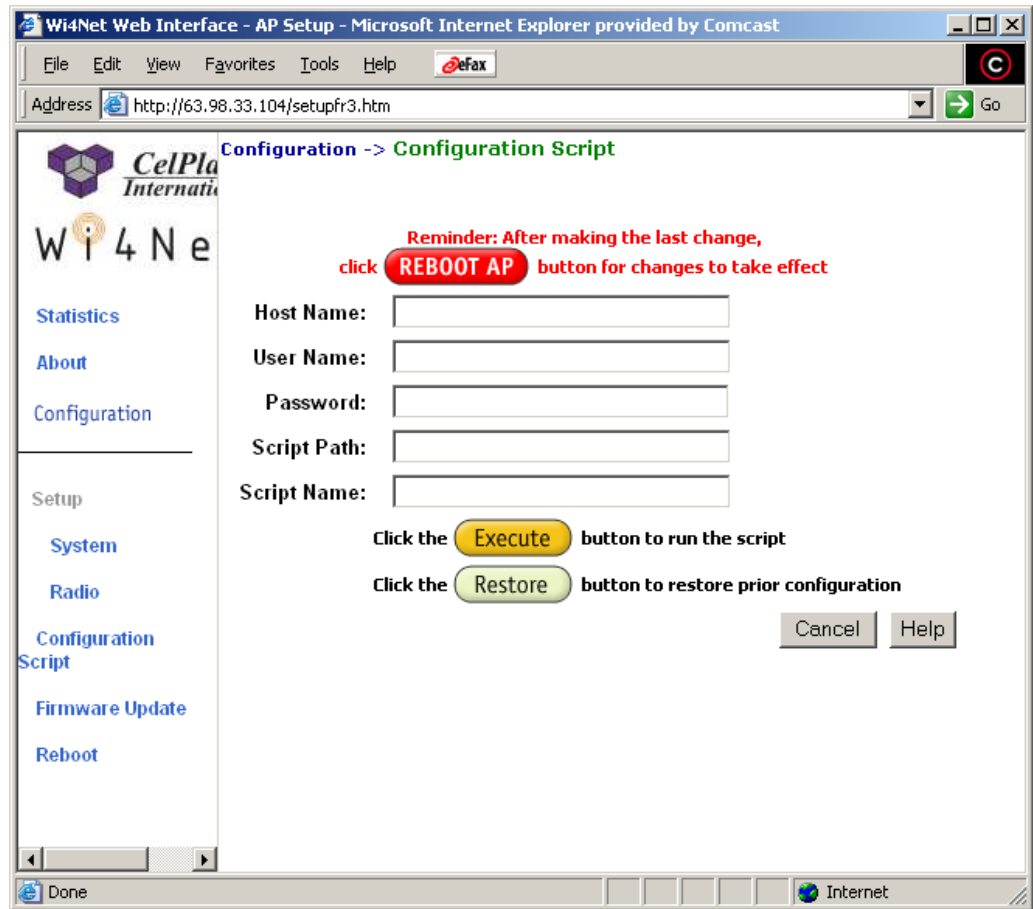 Wi4Net Web Interface - AP Setup - Microsoft Internet Explorer provided by Comcast
File Edit View Favorites Tools Help eFax
Address http://63.98.33.104/setupfr3.htm Go
CelPla
Internati
Wi4Ne
Statistics
About
Configuration
Setup
System
Radio
Configuration
Script
Firmware Update
Reboot
Configuration -> Configuration Script
Reminder: After making the last change,
click REBOOT AP button for changes to take effect
Host Name:
User Name:
Password:
Script Path:
Script Name:
Click the Execute button to run the script
Click the Restore button to restore prior configuration
Cancel Help
Done Internet